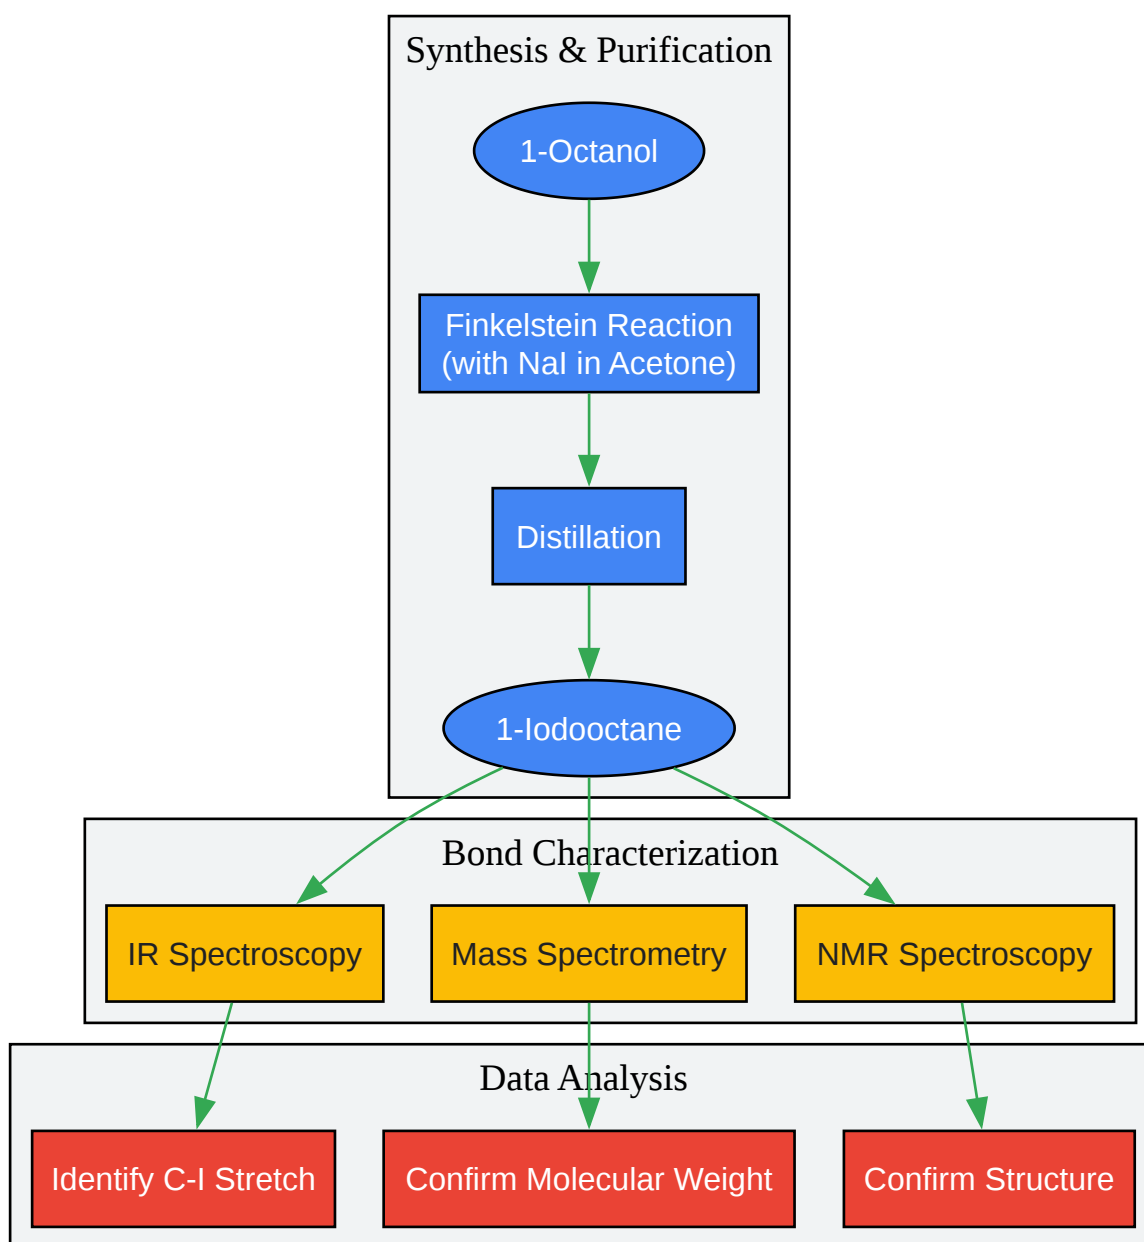 Synthesis & Purification
1-Octanol
Finkelstein Reaction
(with NaI in Acetone)
Distillation
1-Iodooctane
Bond Characterization
IR Spectroscopy
Mass Spectrometry
NMR Spectroscopy
Data Analysis
Identify C-I Stretch
Confirm Molecular Weight
Confirm Structure